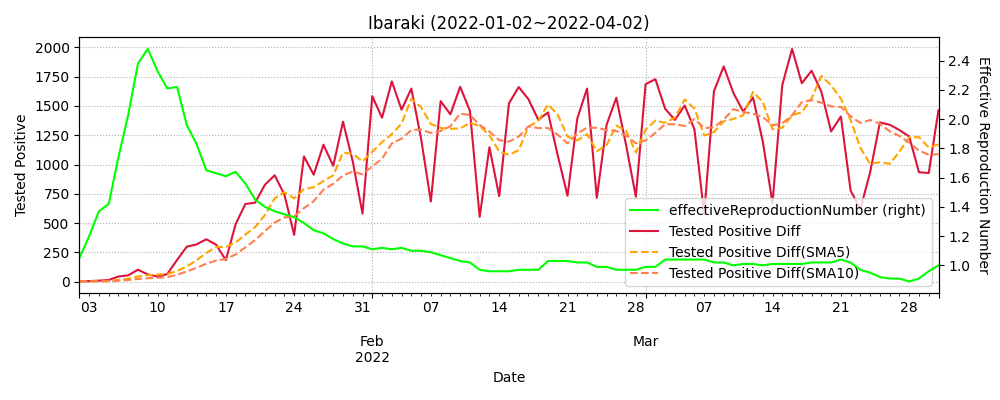 Ibaraki (2022-01-02~2022-04-02)
Tested Positive
2000
1750
1500
1250
1000
750
500
250
0
2.4
2.2
2.0
1.8
1.6
1.4
1.2
1.0
Effective Reproduction Number
effectiveReproductionNumber (right)
Tested Positive Diff
Tested Positive Diff(SMA5)
Tested Positive Diff(SMA10)
03 10 17 24 31 07 14 21 28 07 14 21 28
Feb Mar
2022
Date